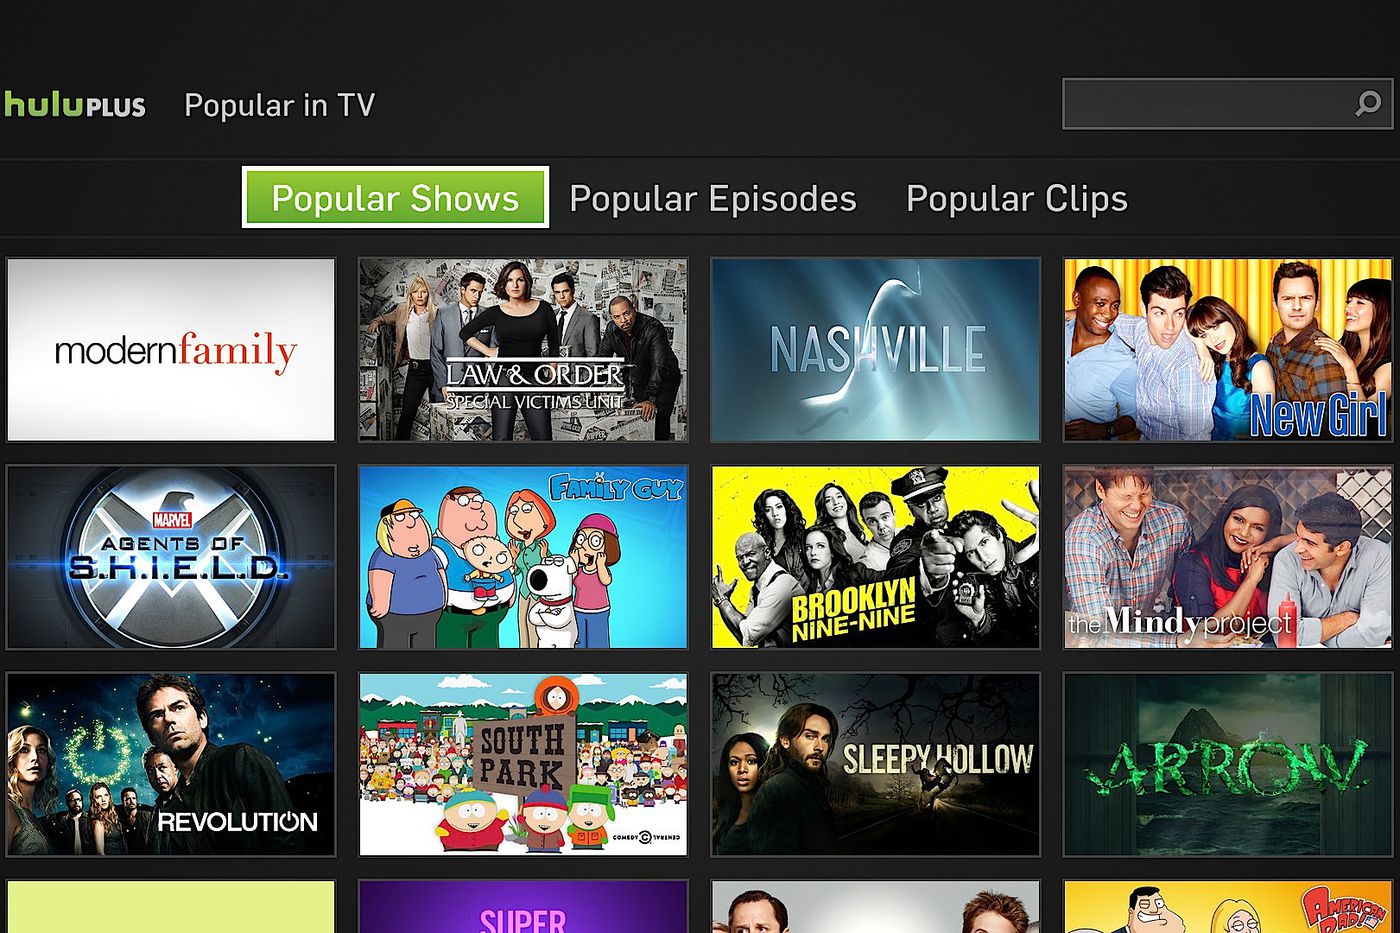 huluPLUS
Popular in TV
Popular Shows
Popular Episodes
Popular Clips
modernfamily
LAW & ORDER
SPECIAL VICTIMS UNIT
NASHVILLE
New Girl
MARVEL
AGENTS OF
S.H.I.E.L.D.
FAMILY GUY
BROOKLYN
NINE-NINE
the Mindy project
REVOLUTION
SOUTH
PARK
COMEDY CENTRAL
SLEEPY HOLLOW
ARROW
SUPER
AMERICAN
DAD!